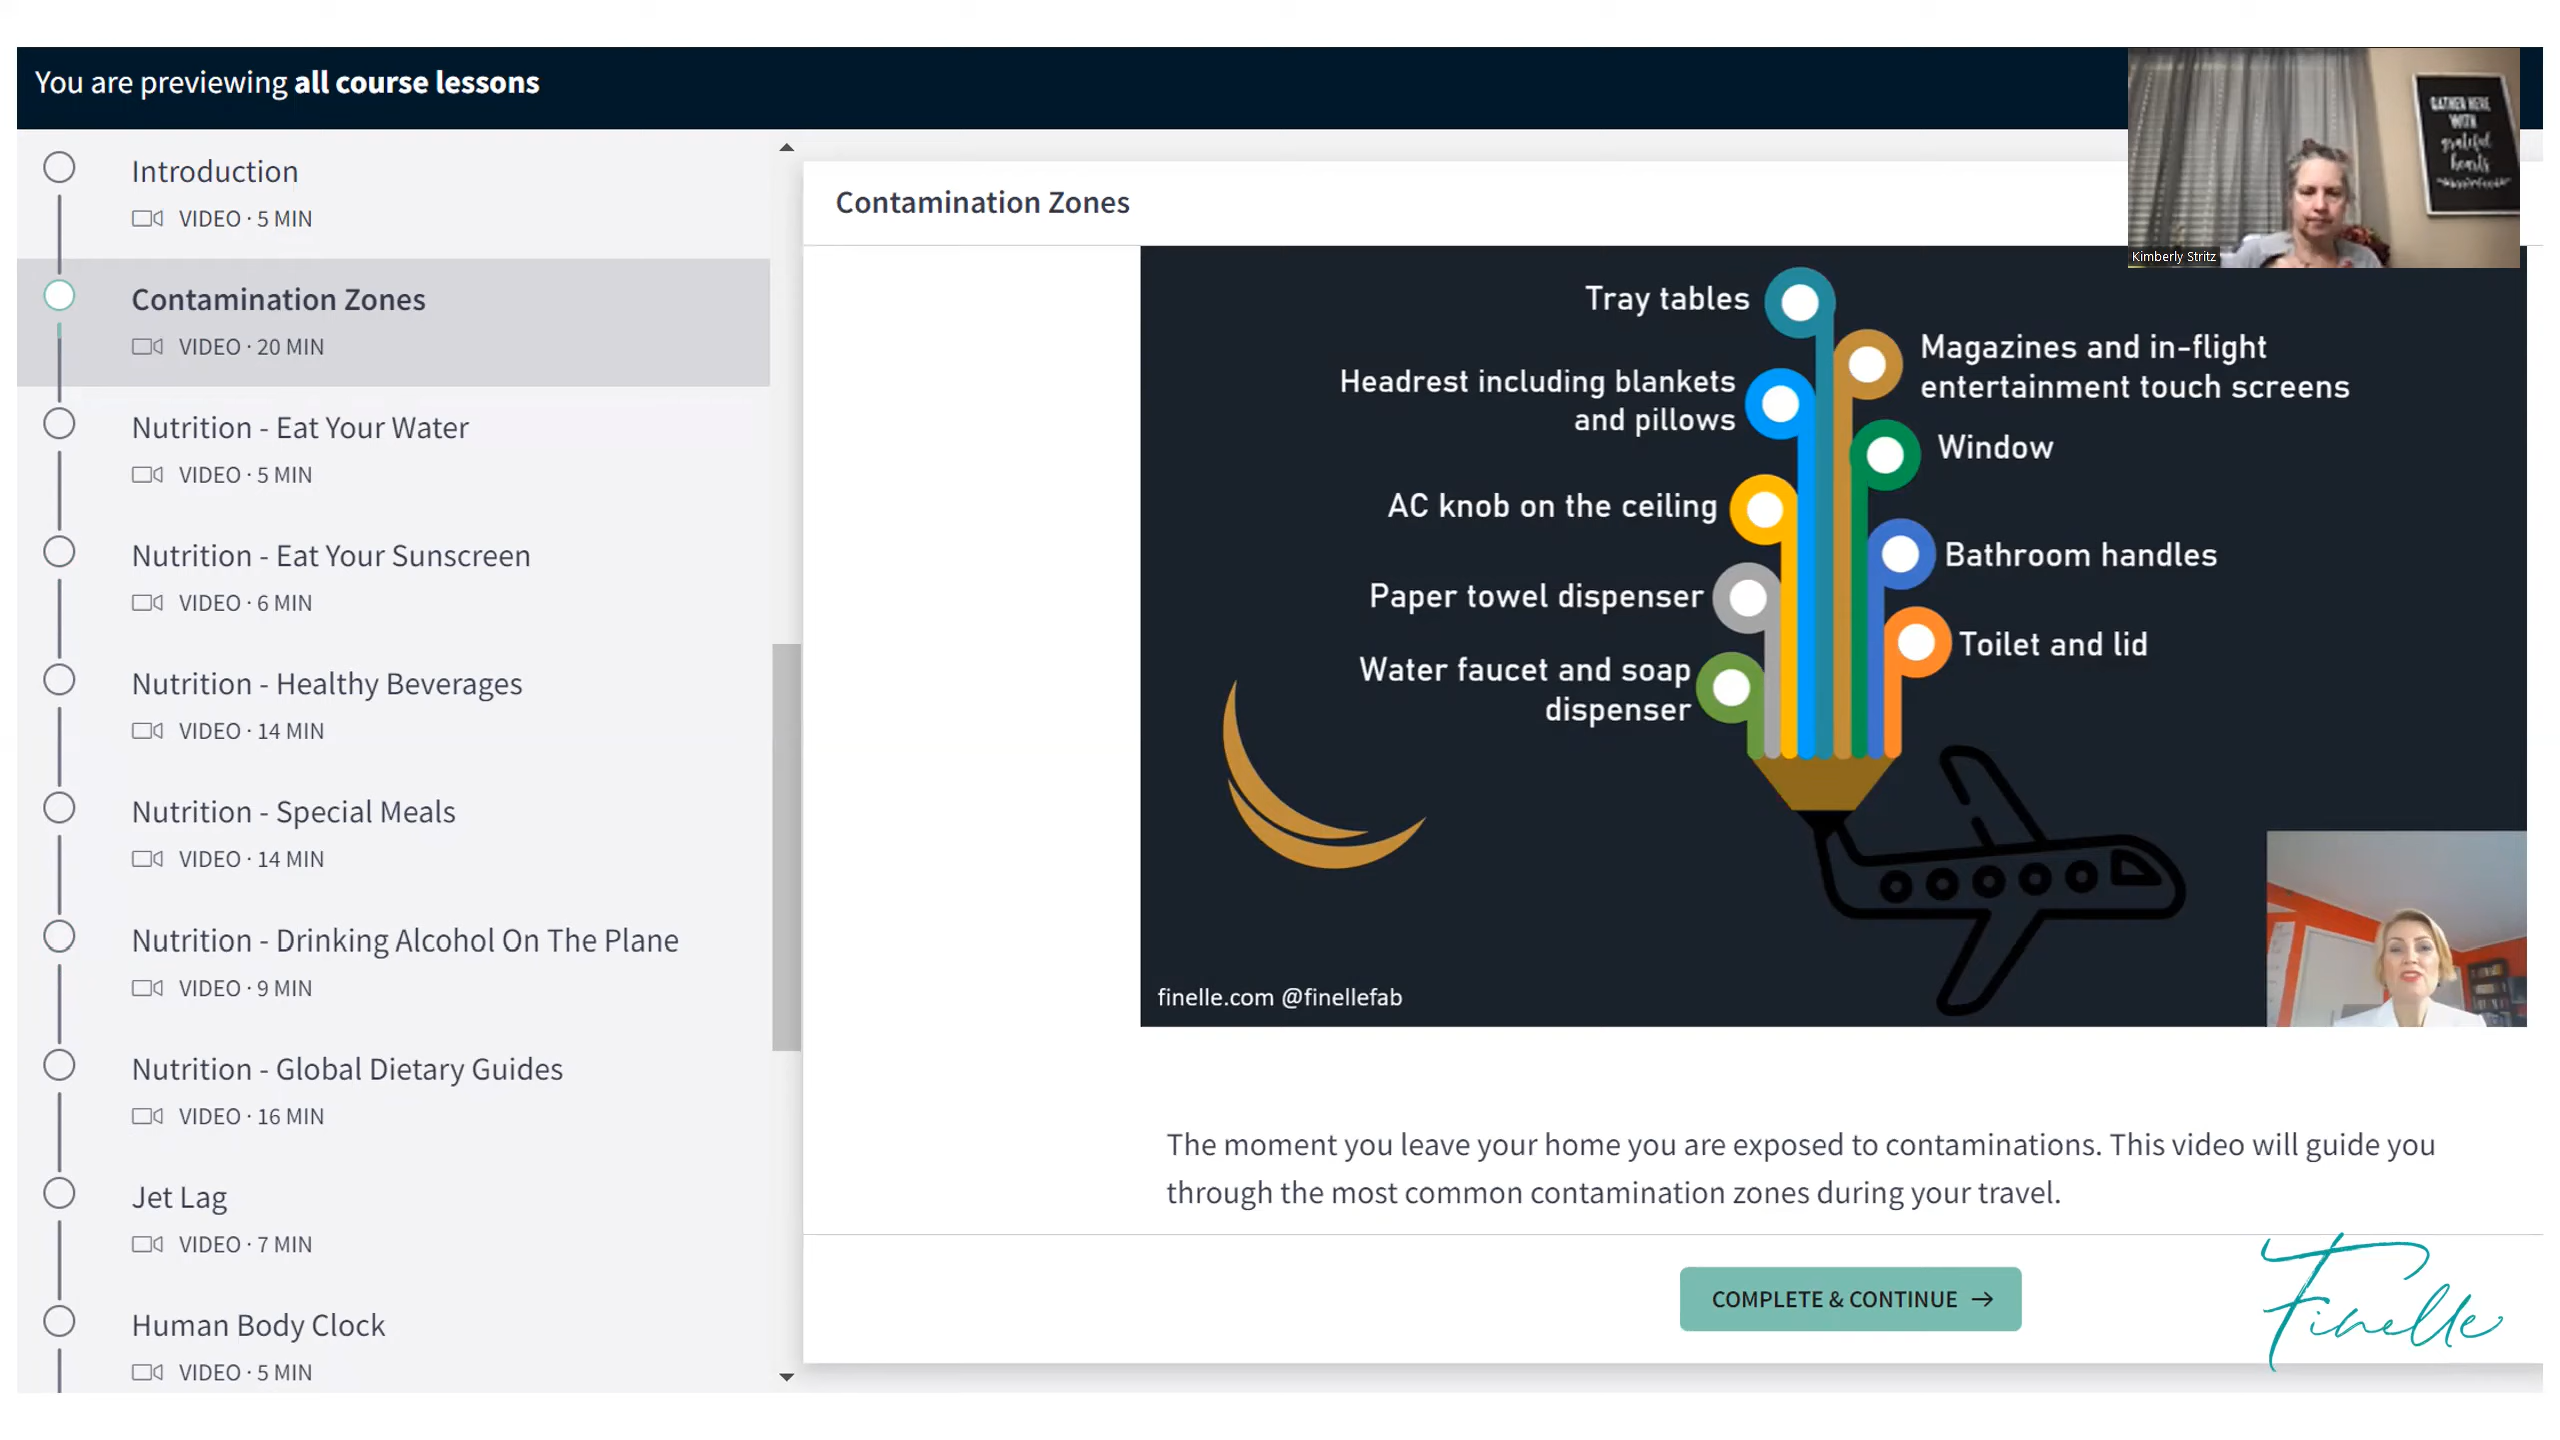 You are previewing all course lessons
Introduction
VIDEO · 5 MIN
Contamination Zones
VIDEO · 20 MIN
Nutrition - Eat Your Water
VIDEO · 5 MIN
Nutrition - Eat Your Sunscreen
VIDEO · 6 MIN
Nutrition - Healthy Beverages
VIDEO · 14 MIN
Nutrition - Special Meals
VIDEO · 14 MIN
Nutrition - Drinking Alcohol On The Plane
VIDEO · 9 MIN
Nutrition - Global Dietary Guides
VIDEO · 16 MIN
Jet Lag
VIDEO · 7 MIN
Human Body Clock
VIDEO · 5 MIN
Contamination Zones
GATHER HERE
WITH
grateful
hearts
Kimberly Stritz
Tray tables
Magazines and in-flight
entertainment touch screens
Headrest including blankets
and pillows
Window
AC knob on the ceiling
Bathroom handles
Paper towel dispenser
Toilet and lid
Water faucet and soap
dispenser
finelle.com @finellefab
The moment you leave your home you are exposed to contaminations. This video will guide you
through the most common contamination zones during your travel.
COMPLETE & CONTINUE →
Finelle